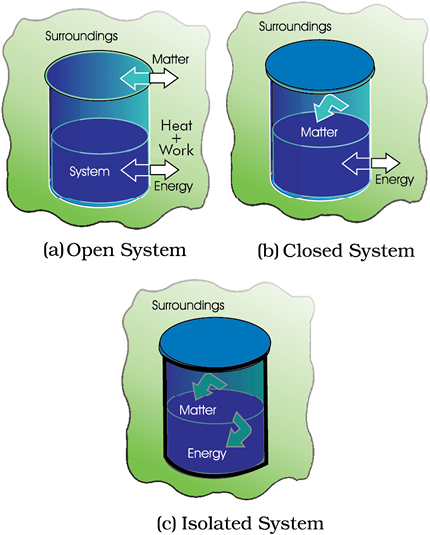 Surroundings
Matter
Heat
+
Work
System
Energy
(a) Open System
Surroundings
Matter
Energy
(b) Closed System
Surroundings
Matter
Energy
(c) Isolated System